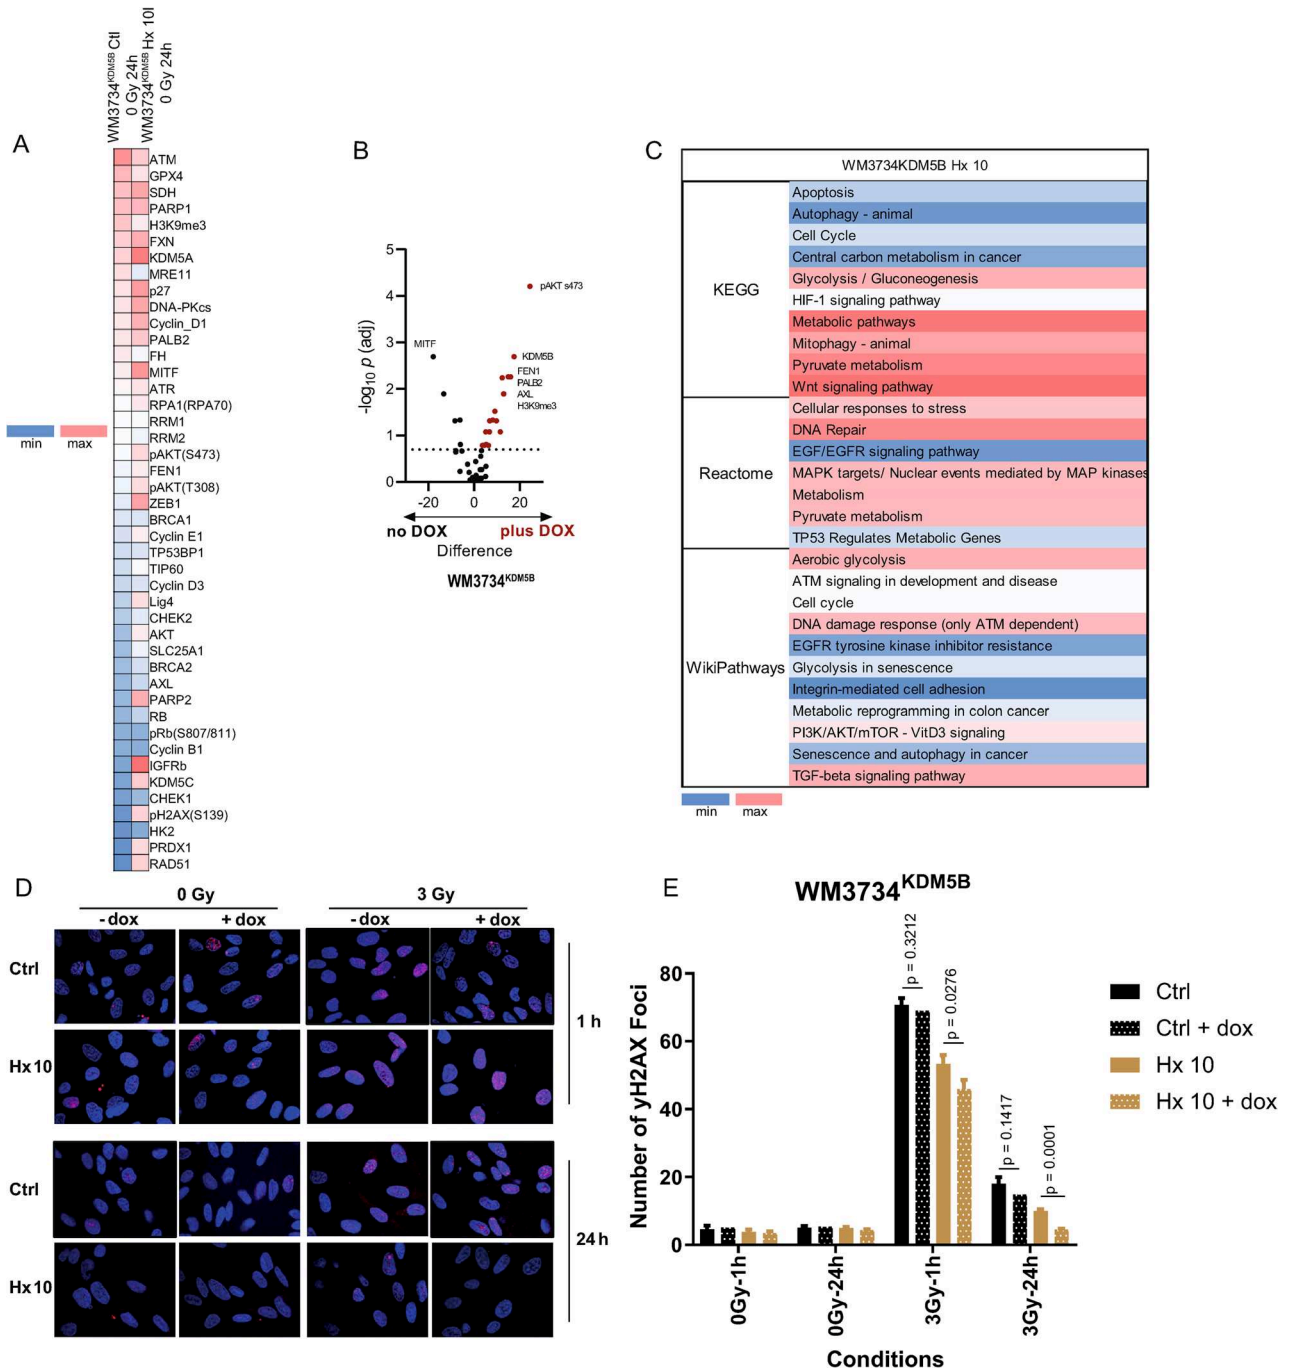 A
WM3734KDM5B Ctl
0 Gy 24h
WM3734KDM5B Hx 10l
0 Gy 24h
ATM
GPX4
SDH
PARP1
H3K9me3
FXN
KDM5A
MRE11
p27
DNA-PKcs
Cyclin_D1
PALB2
FH
MITF
ATR
RPA1(RPA70)
RRM1
RRM2
pAKT(S473)
FEN1
pAKT(T308)
ZEB1
BRCA1
Cyclin E1
TP53BP1
TIP60
Cyclin D3
Lig4
CHEK2
AKT
SLC25A1
BRCA2
AXL
PARP2
RB
pRb(S807/811)
Cyclin B1
IGFRb
KDM5C
CHEK1
pH2AX(S139)
HK2
PRDX1
RAD51
min max
B
-log10 p (adj)
5
4
3
2
1
0
-20 0 20
pAKT s473
MITF
KDM5B
FEN1
PALB2
AXL
H3K9me3
no DOX plus DOX
Difference
WM3734KDM5B
C
WM3734KDM5B Hx 10
KEGG
Apoptosis
Autophagy - animal
Cell Cycle
Central carbon metabolism in cancer
Glycolysis / Gluconeogenesis
HIF-1 signaling pathway
Metabolic pathways
Mitophagy - animal
Pyruvate metabolism
Wnt signaling pathway
Reactome
Cellular responses to stress
DNA Repair
EGF/EGFR signaling pathway
MAPK targets/ Nuclear events mediated by MAP kinases
Metabolism
Pyruvate metabolism
TP53 Regulates Metabolic Genes
WikiPathways
Aerobic glycolysis
ATM signaling in development and disease
Cell cycle
DNA damage response (only ATM dependent)
EGFR tyrosine kinase inhibitor resistance
Glycolysis in senescence
Integrin-mediated cell adhesion
Metabolic reprogramming in colon cancer
PI3K/AKT/mTOR - VitD3 signaling
Senescence and autophagy in cancer
TGF-beta signaling pathway
min max
D
0 Gy 3 Gy
- dox + dox - dox + dox
Ctrl
Hx 10
1 h
Ctrl
Hx 10
24 h
E
WM3734KDM5B
Number of yH2AX Foci
80
60
40
20
0
p = 0.3212
p = 0.0276
p = 0.1417
p = 0.0001
0Gy-1h
0Gy-24h
3Gy-1h
3Gy-24h
Conditions
Ctrl
Ctrl + dox
Hx 10
Hx 10 + dox